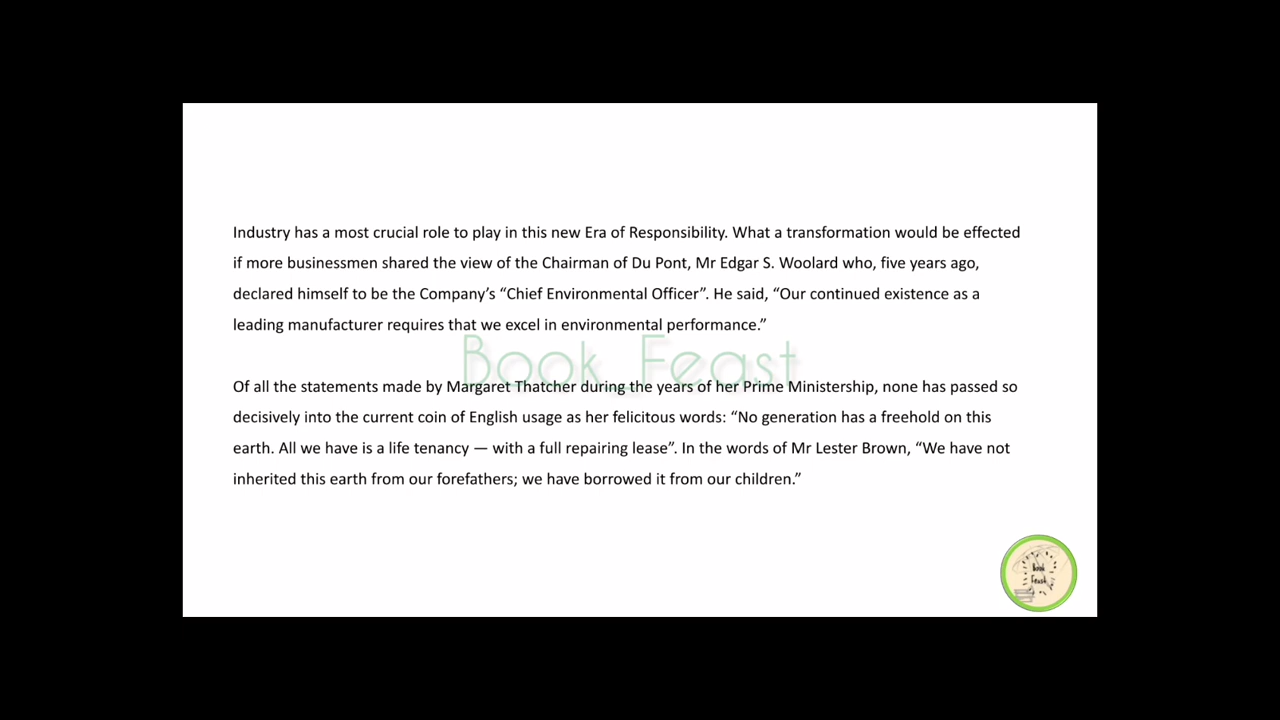 Industry has a most crucial role to play in this new Era of Responsibility. What a transformation would be effected
if more businessmen shared the view of the Chairman of Du Pont, Mr Edgar S. Woolard who, five years ago,
declared himself to be the Company’s “Chief Environmental Officer”. He said, “Our continued existence as a
leading manufacturer requires that we excel in environmental performance.”
Book_Feast
Of all the statements made by Margaret Thatcher during the years of her Prime Ministership, none has passed so
decisively into the current coin of English usage as her felicitous words: “No generation has a freehold on this
earth. All we have is a life tenancy — with a full repairing lease”. In the words of Mr Lester Brown, “We have not
inherited this earth from our forefathers; we have borrowed it from our children.”
Book
Feast